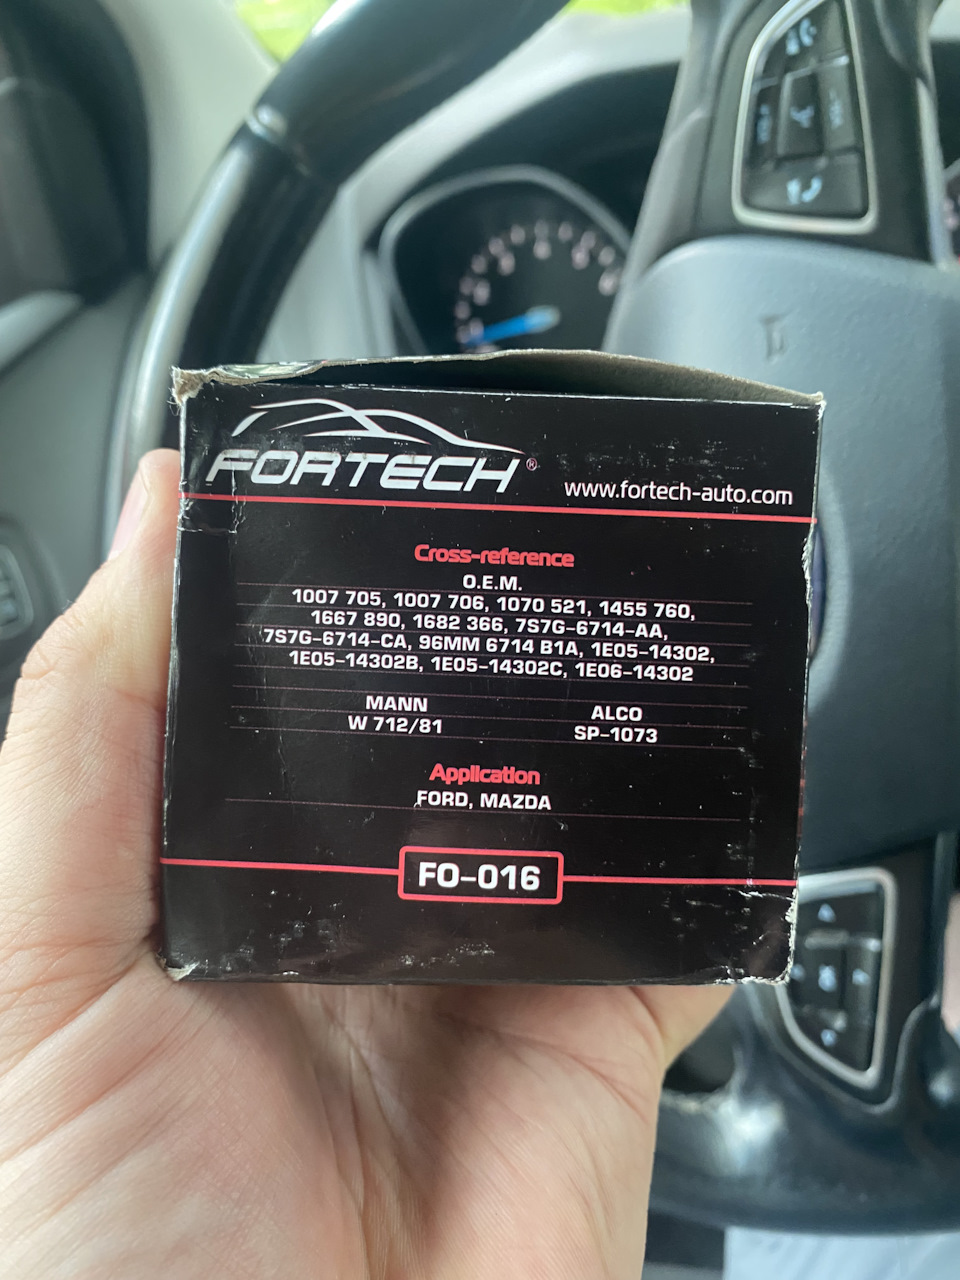 FORTECH®
www.fortech-auto.com
Cross-reference
O.E.M.
1007 705, 1007 706, 1070 521, 1455 760,
1667 890, 1682 366, 7S7G-6714-AA,
7S7G-6714-CA, 96MM 6714 B1A, 1E05-14302,
1E05-14302B, 1E05-14302C, 1E06-14302
MANN
W 712/81
ALCO
SP-1073
Application
FORD, MAZDA
FO-016